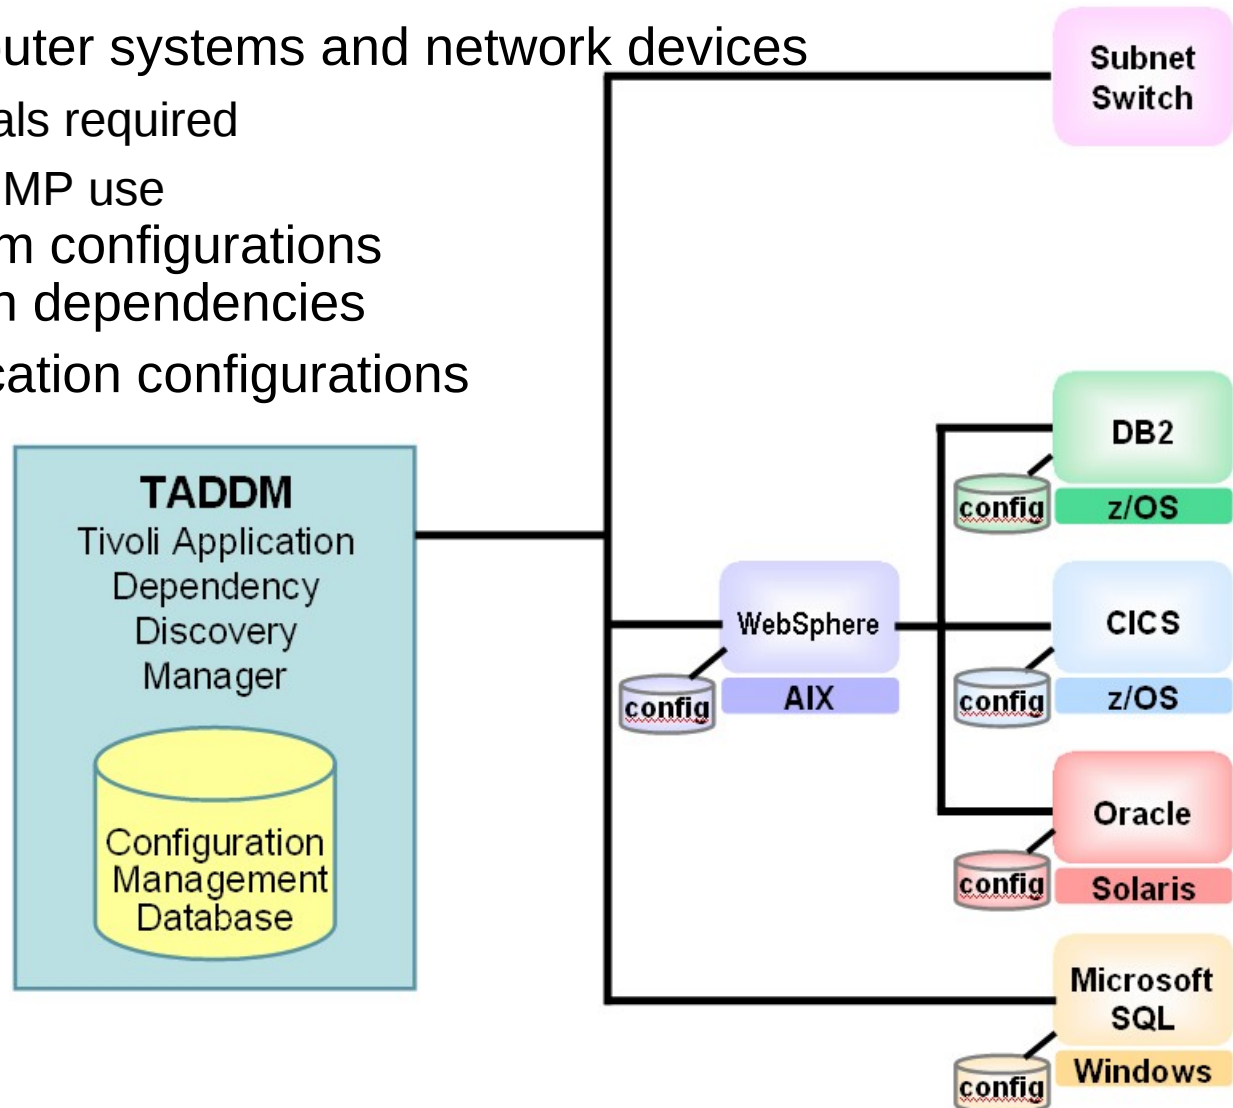 uter systems and network devices
als required
MP use
m configurations
n dependencies
cation configurations
Subnet
Switch
TADDM
Tivoli Application
Dependency
Discovery
Manager
Configuration
Management
Database
WebSphere
AIX
config
DB2
z/OS
config
CICS
z/OS
config
Oracle
Solaris
config
Microsoft
SQL
Windows
config